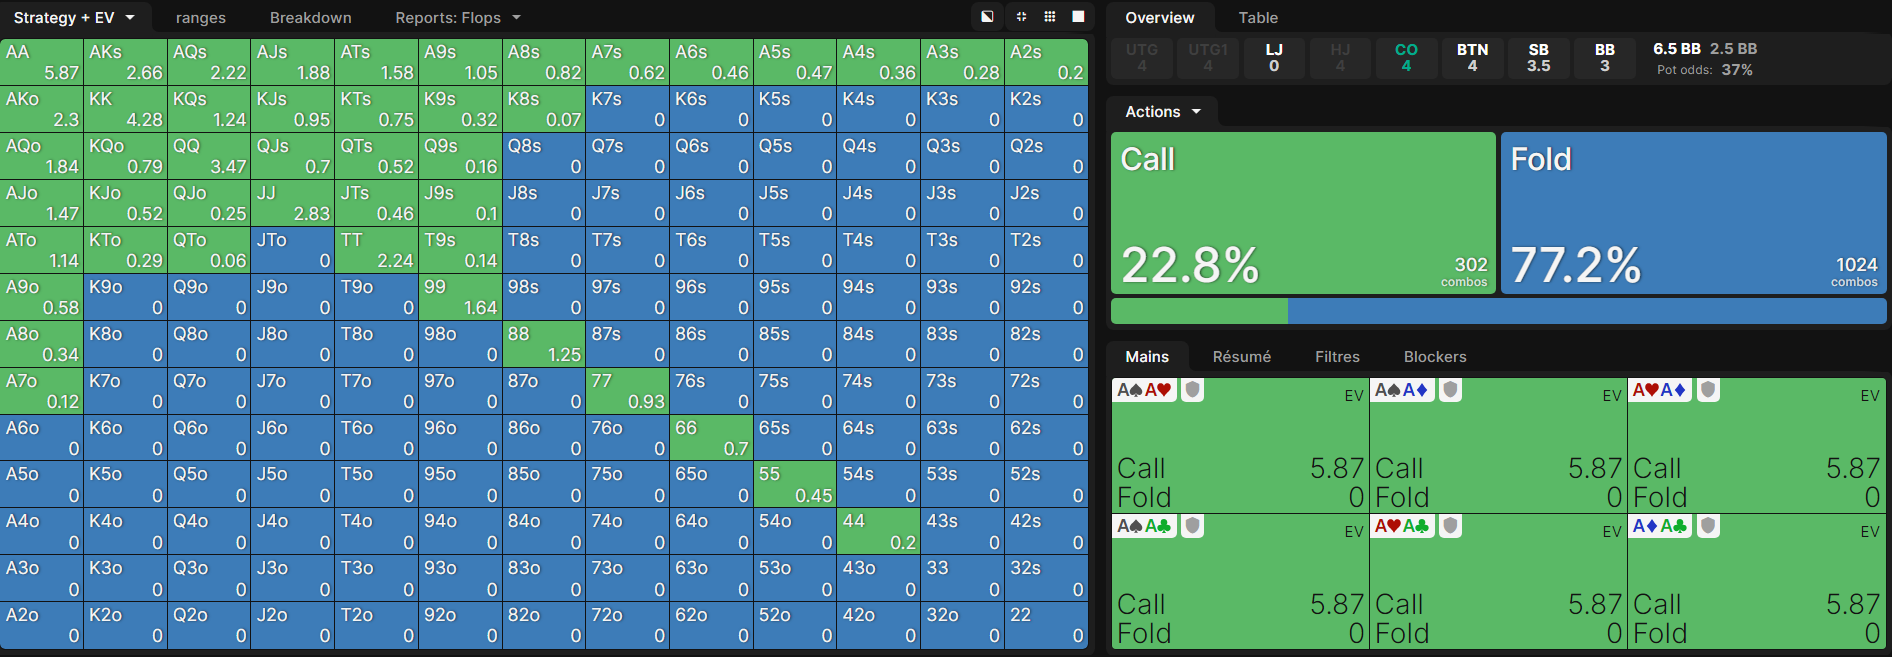 Strategy + EV ranges Breakdown Reports: Flops
AA AKs AQs AJs ATs A9s A8s A7s A6s A5s A4s A3s A2s
5.87 2.66 2.22 1.88 1.58 1.05 0.82 0.62 0.46 0.47 0.36 0.28 0.2
AKo KK KQs KJs KTs K9s K8s K7s K6s K5s K4s K3s K2s
2.3 4.28 1.24 0.95 0.75 0.32 0.07 0 0 0 0 0 0
AQo KQo QQ QJs QTs Q9s Q8s Q7s Q6s Q5s Q4s Q3s Q2s
1.84 0.79 3.47 0.7 0.52 0.16 0 0 0 0 0 0 0
AJo KJo QJo JJ JTs J9s J8s J7s J6s J5s J4s J3s J2s
1.47 0.52 0.25 2.83 0.46 0.1 0 0 0 0 0 0 0
ATo KTo QTo JTo TT T9s T8s T7s T6s T5s T4s T3s T2s
1.14 0.29 0.06 0 2.24 0.14 0 0 0 0 0 0 0
A9o K9o Q9o J9o T9o 99 98s 97s 96s 95s 94s 93s 92s
0.58 0 0 0 0 1.64 0 0 0 0 0 0 0
A8o K8o Q8o J8o T8o 98o 88 87s 86s 85s 84s 83s 82s
0.34 0 0 0 0 0 1.25 0 0 0 0 0 0
A7o K7o Q7o J7o T7o 97o 87o 77 76s 75s 74s 73s 72s
0.12 0 0 0 0 0 0 0.93 0 0 0 0 0
A6o K6o Q6o J6o T6o 96o 86o 76o 66 65s 64s 63s 62s
0 0 0 0 0 0 0 0 0.7 0 0 0 0
A5o K5o Q5o J5o T5o 95o 85o 75o 65o 55 54s 53s 52s
0 0 0 0 0 0 0 0 0 0.45 0 0 0
A4o K4o Q4o J4o T4o 94o 84o 74o 64o 54o 44 43s 42s
0 0 0 0 0 0 0 0 0 0 0.2 0 0
A3o K3o Q3o J3o T3o 93o 83o 73o 63o 53o 43o 33 32s
0 0 0 0 0 0 0 0 0 0 0 0 0
A2o K2o Q2o J2o T2o 92o 82o 72o 62o 52o 42o 32o 22
0 0 0 0 0 0 0 0 0 0 0 0 0
Overview Table
UTG UTG1 LJ HJ CO BTN SB BB 6.5 BB 2.5 BB
4 4 0 4 4 4 3.5 3 Pot odds: 37%
Actions
Call Fold
22.8% 302 combos 77.2% 1024 combos
Mains Résumé Filtres Blockers
A♠A♥ EV A♠A♦ EV A♥A♦ EV
Call 5.87 Call 5.87 Call 5.87
Fold 0 Fold 0 Fold 0
A♠A♣ EV A♥A♣ EV A♦A♣ EV
Call 5.87 Call 5.87 Call 5.87
Fold 0 Fold 0 Fold 0